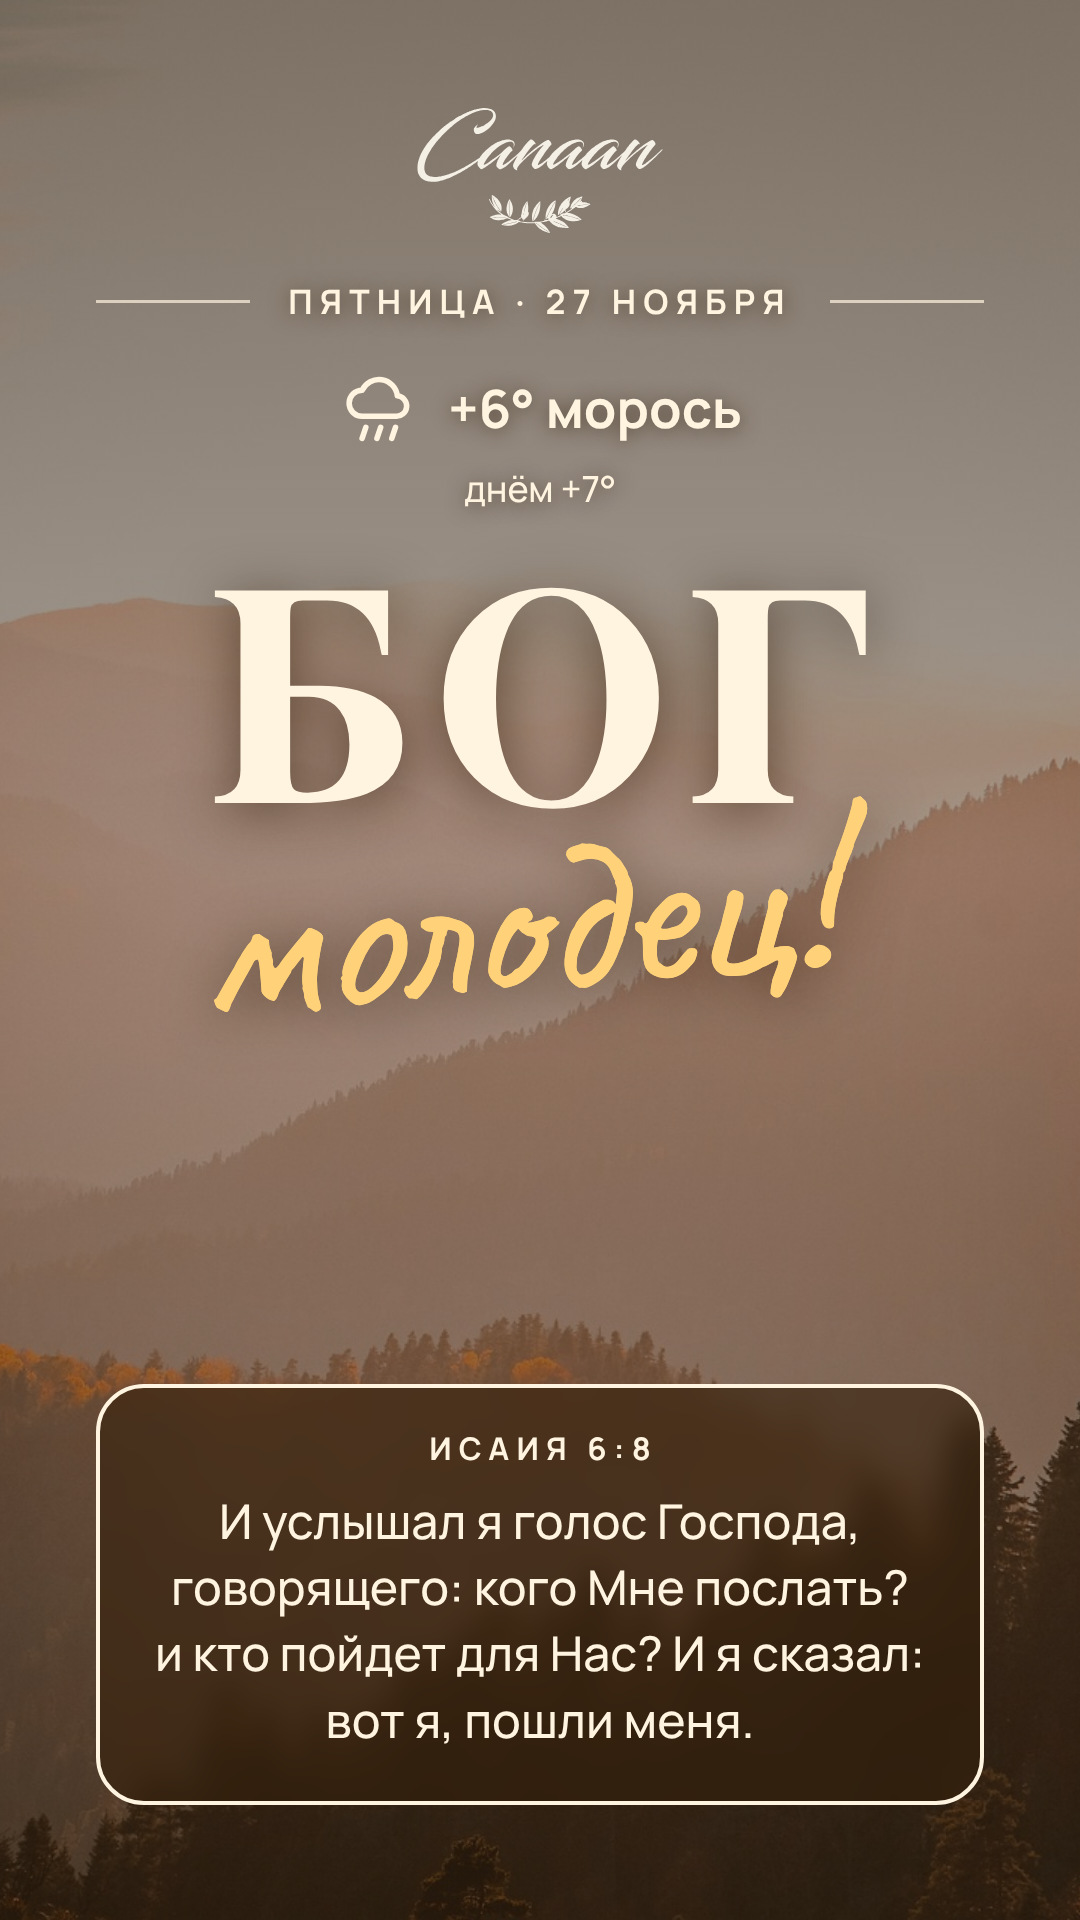 Canaan
ПЯТНИЦА · 27 НОЯБРЯ
+6° морось
днём +7°
БОГ
молодец!
ИСАИЯ 6:8
И услышал я голос Господа,
говорящего: кого Мне послать?
и кто пойдет для Нас? И я сказал:
вот я, пошли меня.